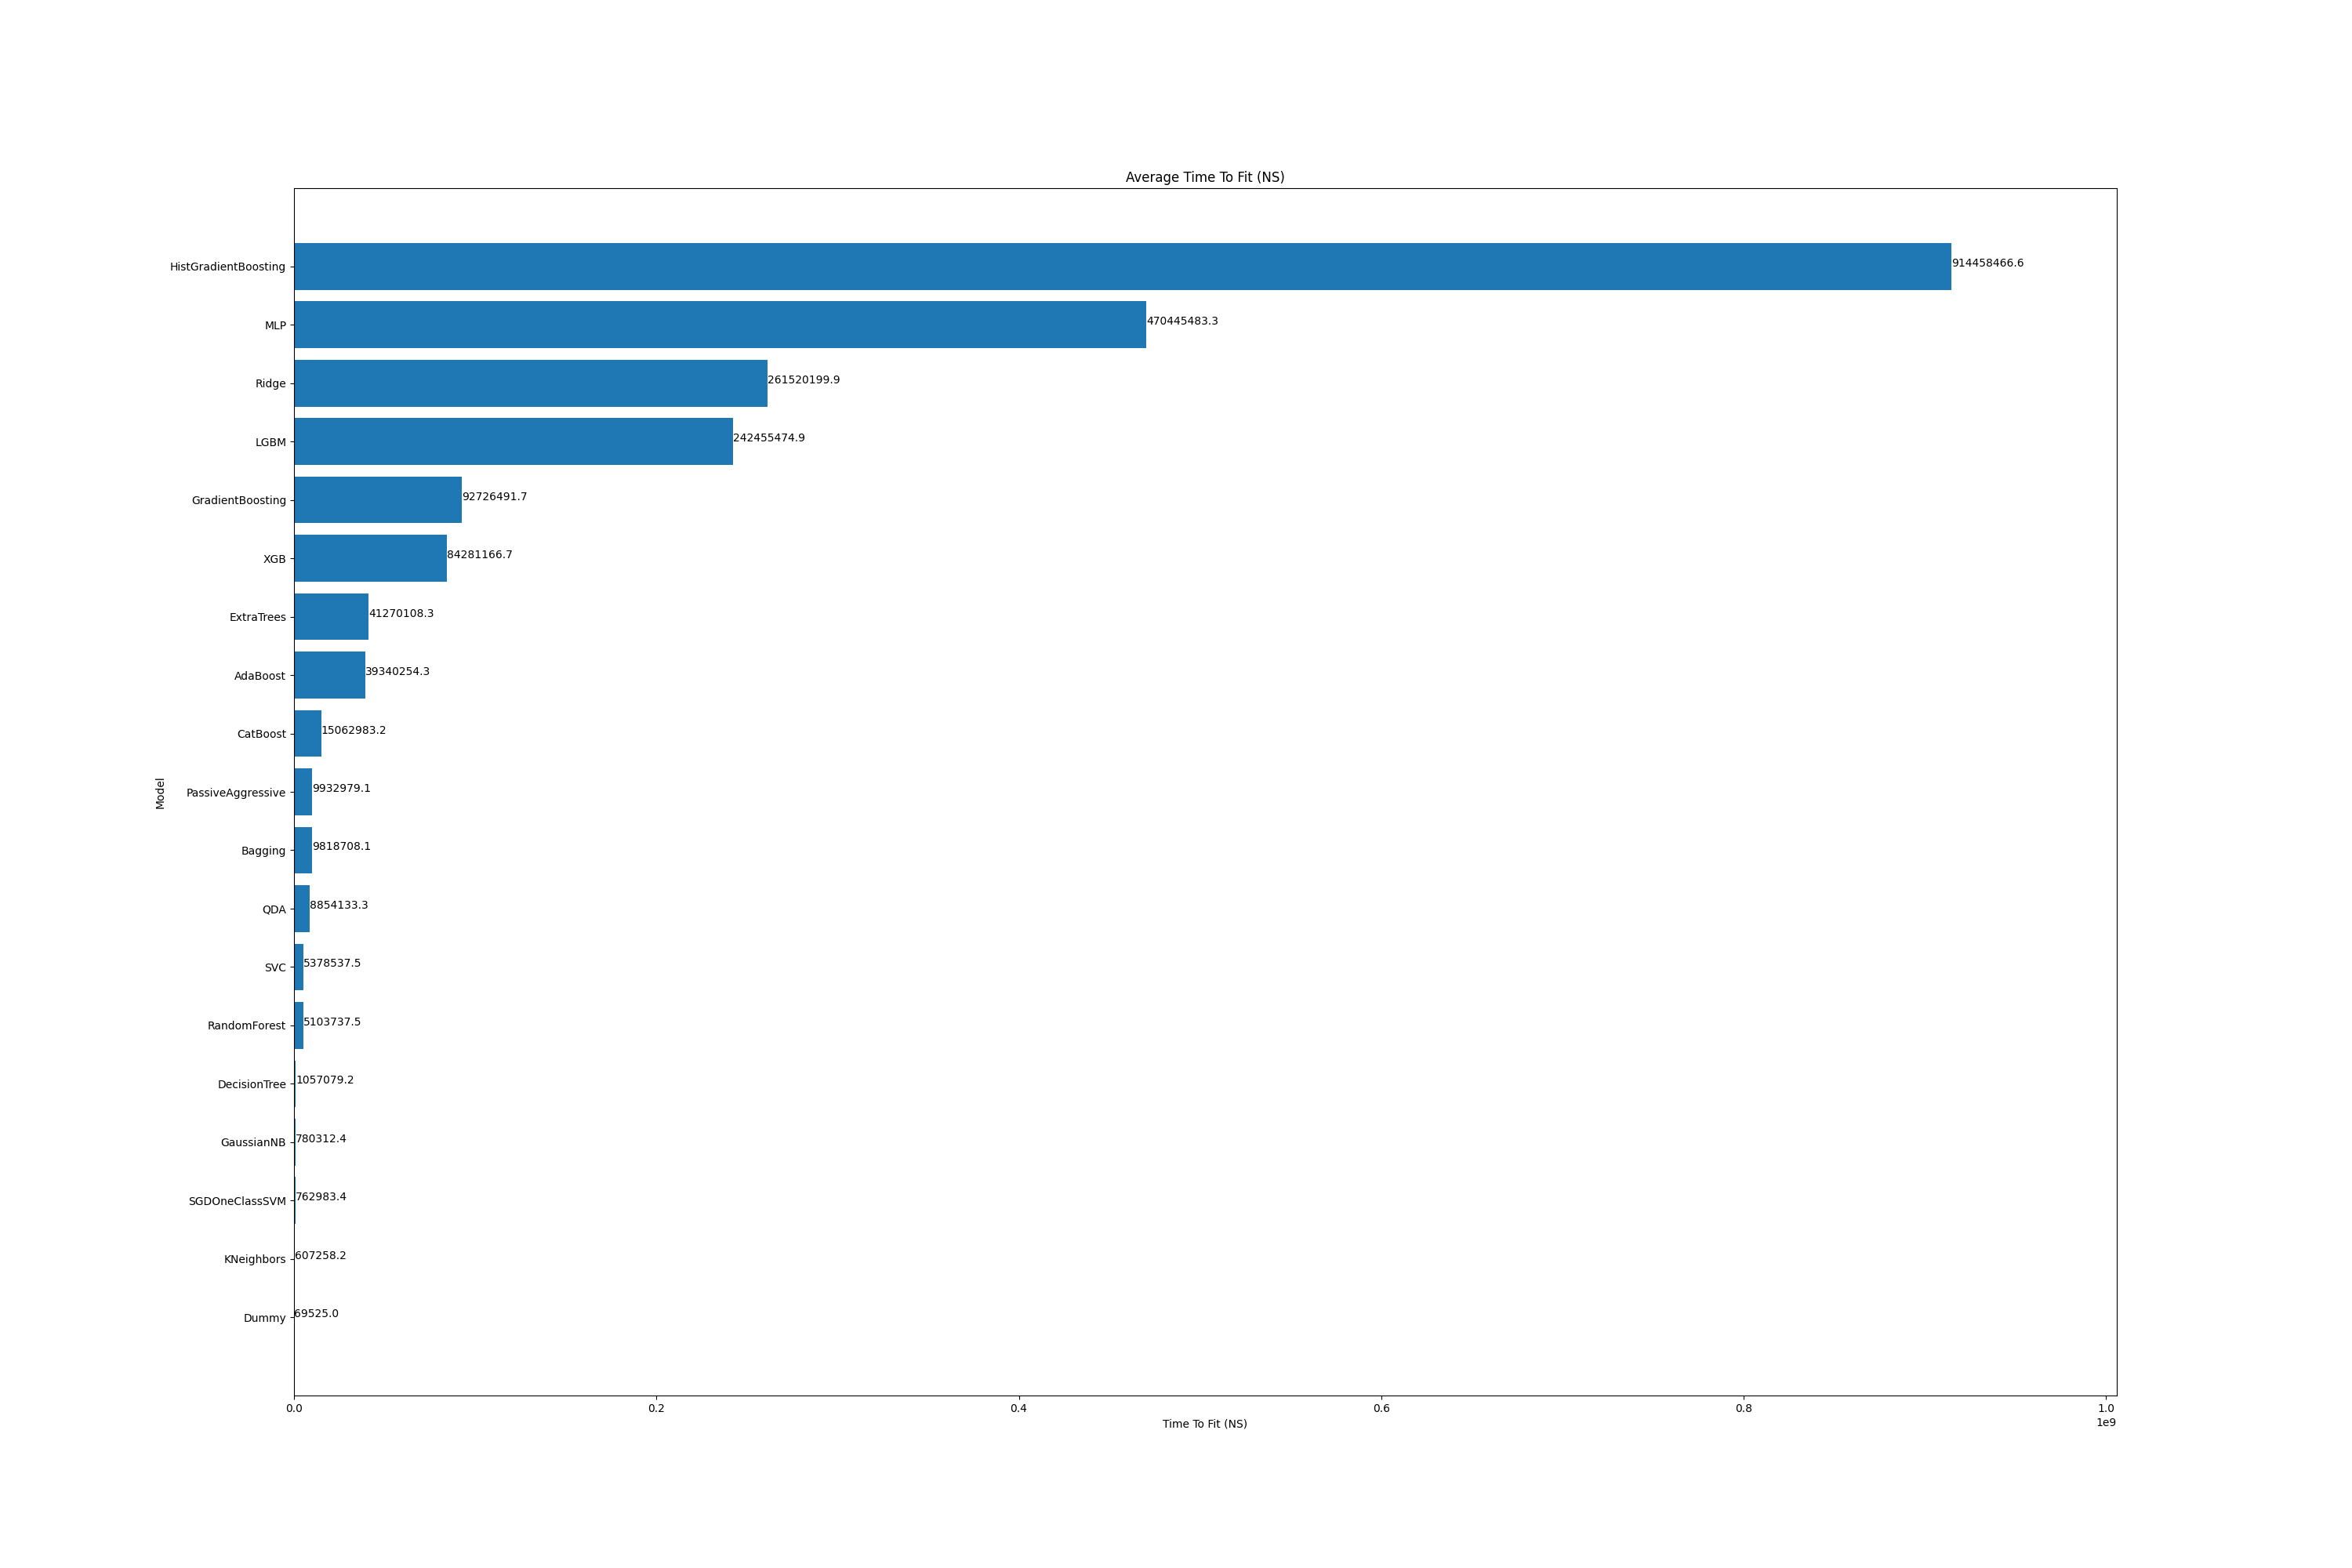 Average Time To Fit (NS)
HistGradientBoosting 914458466.6
MLP 470445483.3
Ridge 261520199.9
LGBM 242455474.9
GradientBoosting 92726491.7
XGB 84281166.7
ExtraTrees 41270108.3
AdaBoost 39340254.3
CatBoost 15062983.2
Model
PassiveAggressive 9932979.1
Bagging 9818708.1
QDA 8854133.3
SVC 5378537.5
RandomForest 5103737.5
DecisionTree 1057079.2
GaussianNB 780312.4
SGDOneClassSVM 762983.4
KNeighbors 607258.2
Dummy 69525.0
0.0 0.2 0.4 0.6 0.8 1.0
1e9
Time To Fit (NS)